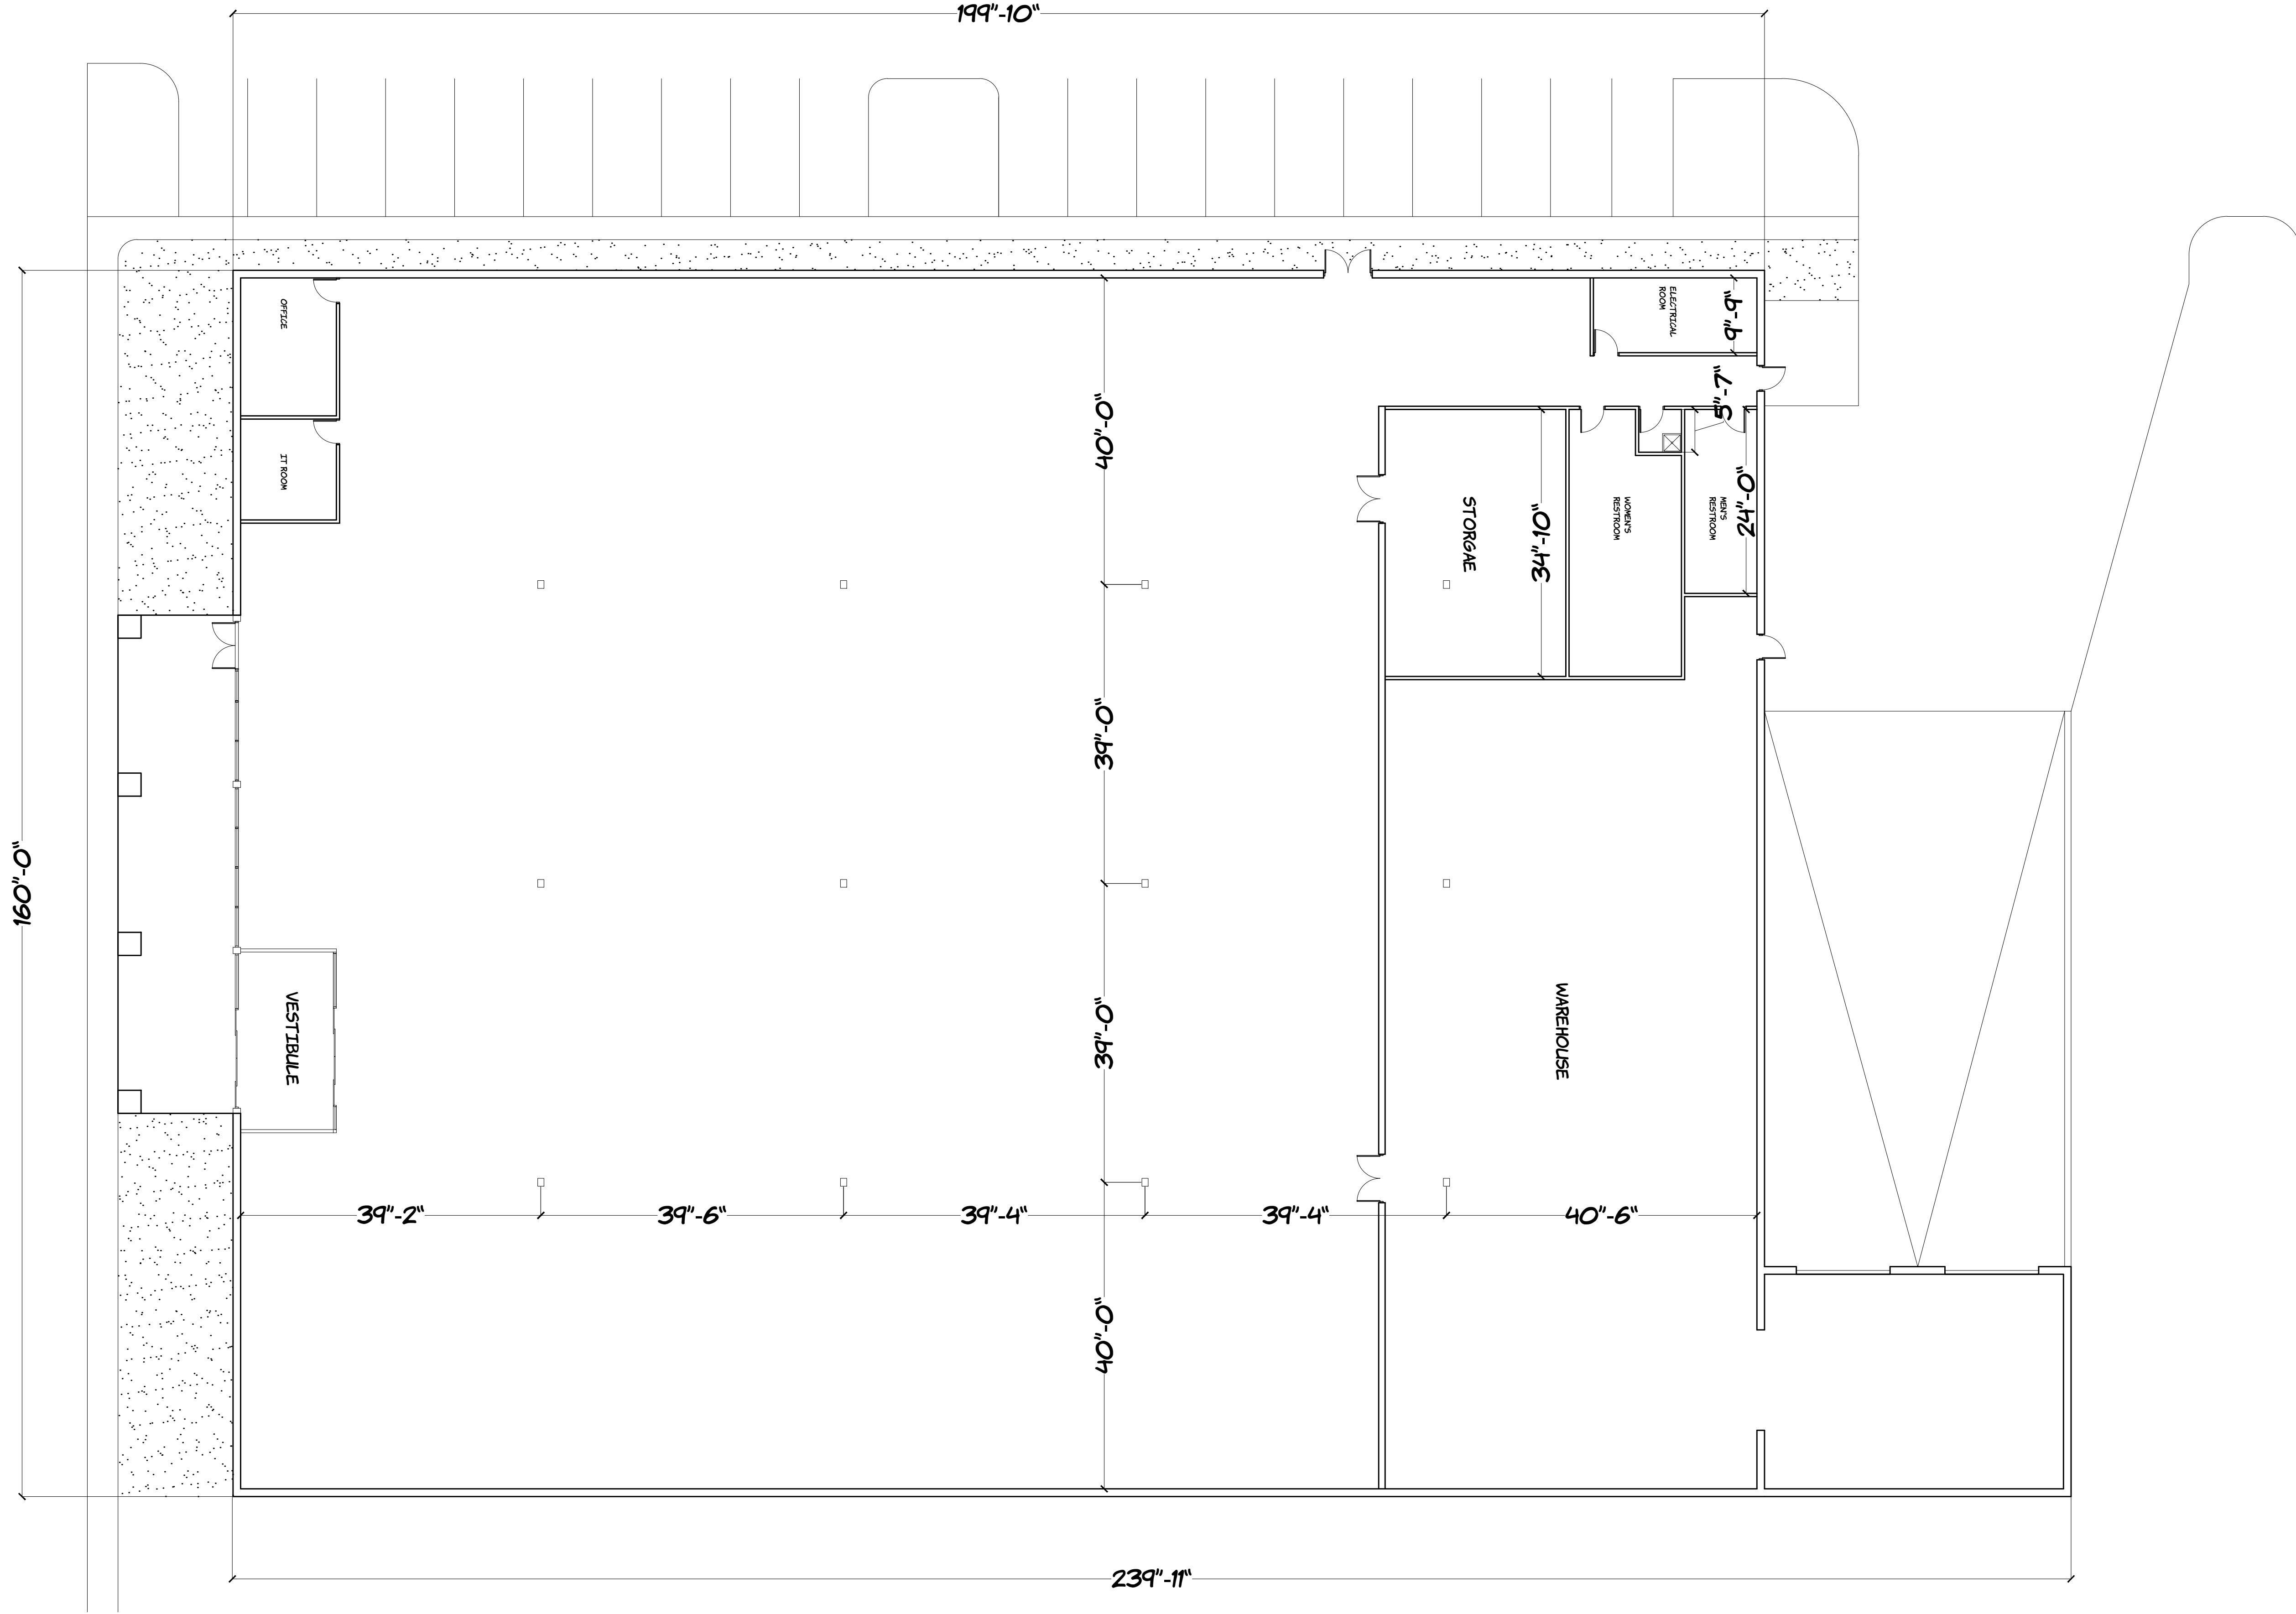 199"-10"
OFFICE
ELECTRICAL
ROOM
9"-9"
5"-7"
40"-0"
IT ROOM
STORGAE
34"-10"
WOMEN'S
RESTROOM
MEN'S
RESTROOM
24"-0"
39"-0"
160"-0"
VESTIBULE
39"-0"
WAREHOUSE
39"-2"
39"-6"
39"-4"
39"-4"
40"-6"
40"-0"
239"-11"